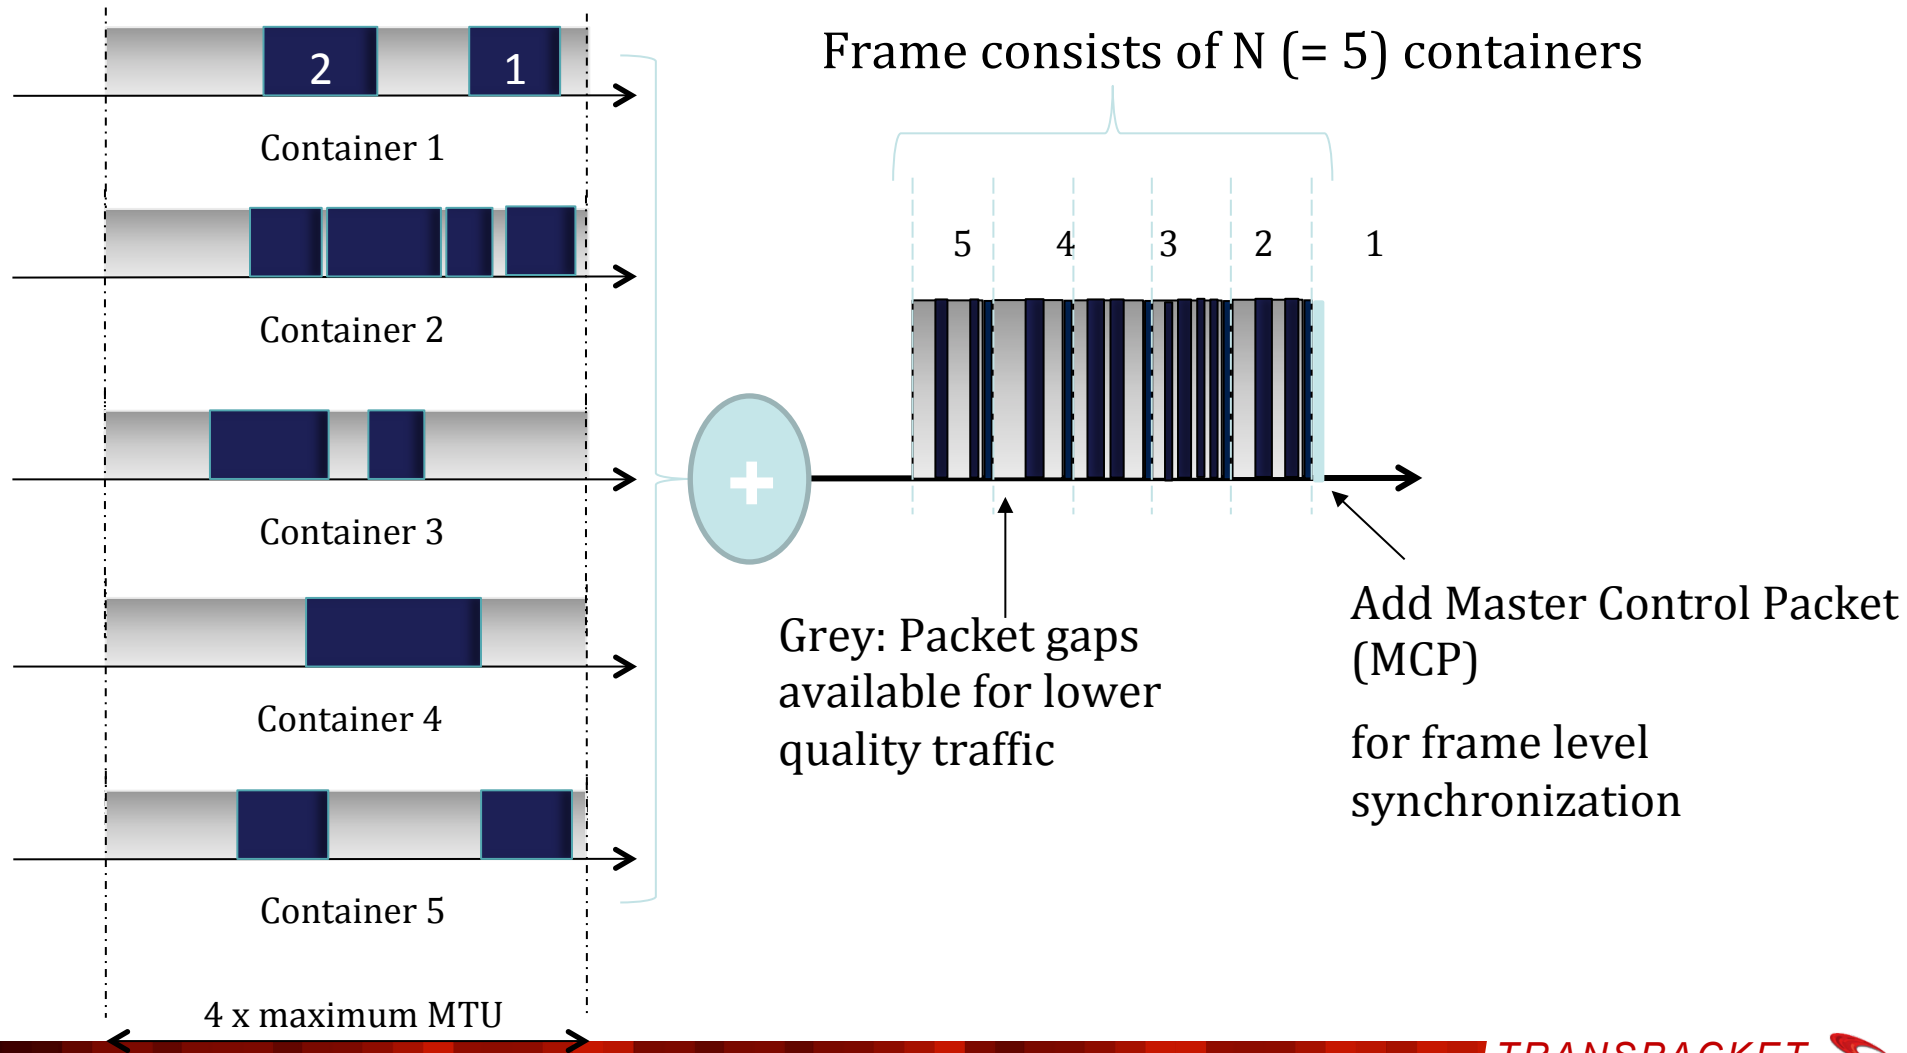 2 1
Container 1
Container 2
Container 3
Container 4
Container 5
4 x maximum MTU
+
Frame consists of N (= 5) containers
5 4 3 2 1
Grey: Packet gaps
available for lower
quality traffic
Add Master Control Packet
(MCP)
for frame level
synchronization
TRANSPACKET